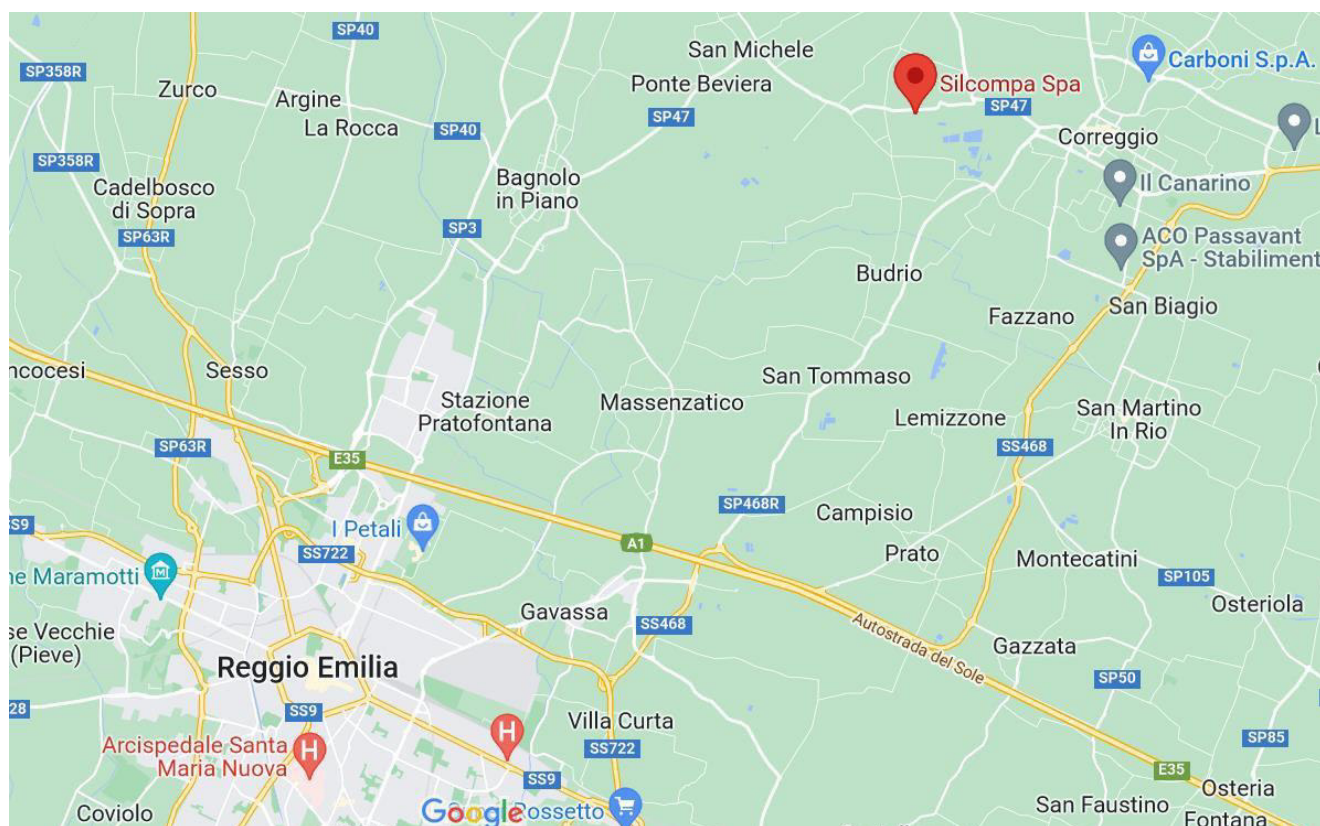 SP40
San Michele
Carboni S.p.A.
SP358R
Zurco
Ponte Beviera
Silcompa Spa
Argine
SP47
La Rocca
SP40
SP47
Correggio
L
SP358R
Cadelbosco
di Sopra
Bagnolo
in Piano
Il Canarino
SP63R
SP3
ACO Passavant
SpA - Stabiliment
Budrio
San Biagio
Fazzano
ncocesi
Sesso
San Tommaso
Stazione
Pratofontana
Massenzatico
Lemizzone
San Martino
In Rio
SP63R
E35
SS468
SP468R
Campisio
I Petali
S9
A1
SS722
Prato
Montecatini
ne Maramotti
SP105
Gavassa
Osteriola
SS468
Autostrada del Sole
se Vecchie
(Pieve)
Gazzata
Reggio Emilia
SP50
28
SS9
Villa Curta
H
H
Arcispedale Santa
Maria Nuova
SS722
SP85
SS9
E35
Osteria
San Faustino
Coviolo
Google
Rossetto
Fontana